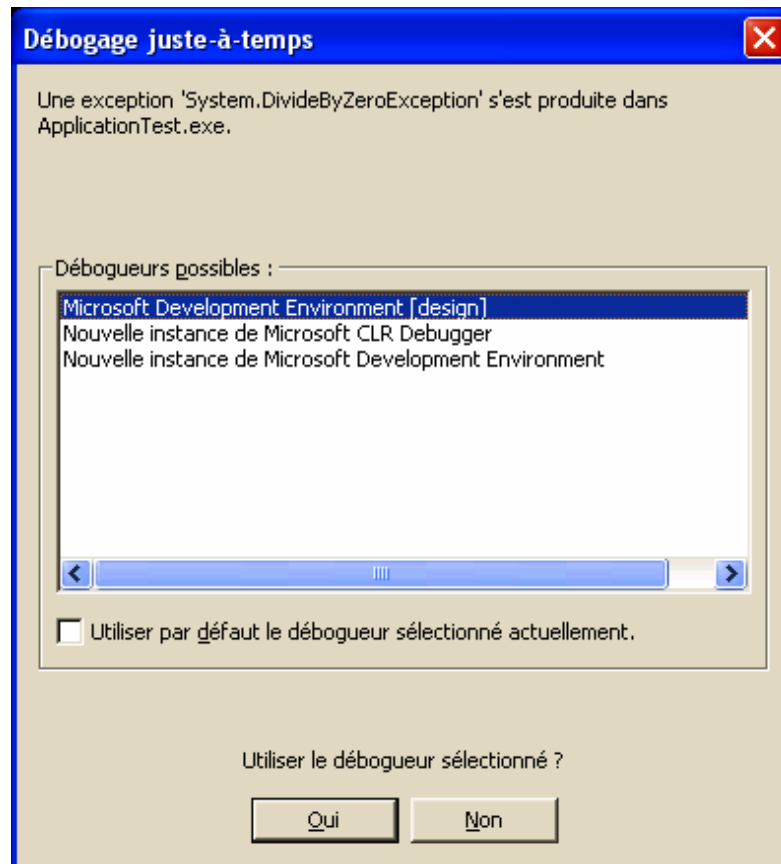 Débogage juste-à-temps
Une exception 'System.DivideByZeroException' s'est produite dans
ApplicationTest.exe.
Débogueurs possibles :
Microsoft Development Environment [design]
Nouvelle instance de Microsoft CLR Debugger
Nouvelle instance de Microsoft Development Environment
Utiliser par défaut le débogueur sélectionné actuellement.
Utiliser le débogueur sélectionné ?
Oui
Non